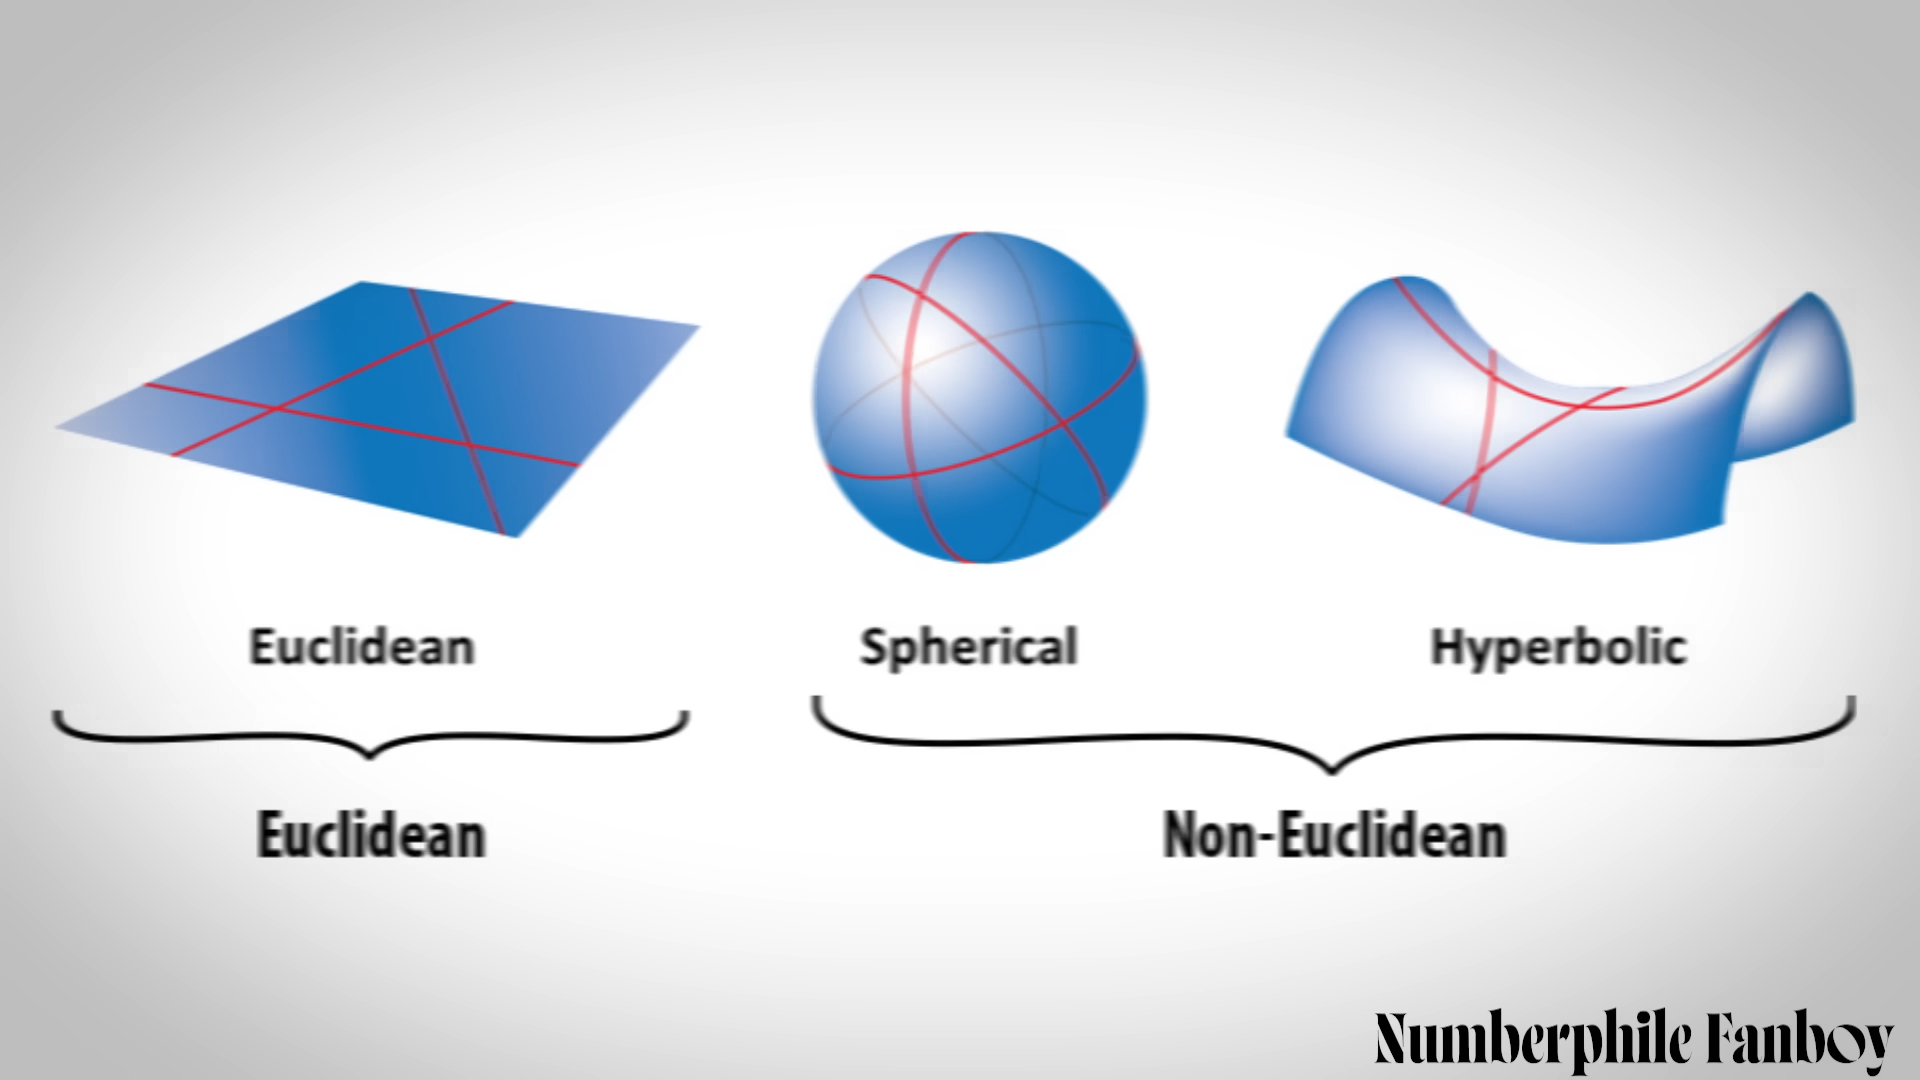 Euclidean
Spherical
Hyperbolic
Euclidean
Non-Euclidean
Numberphile Fanboy